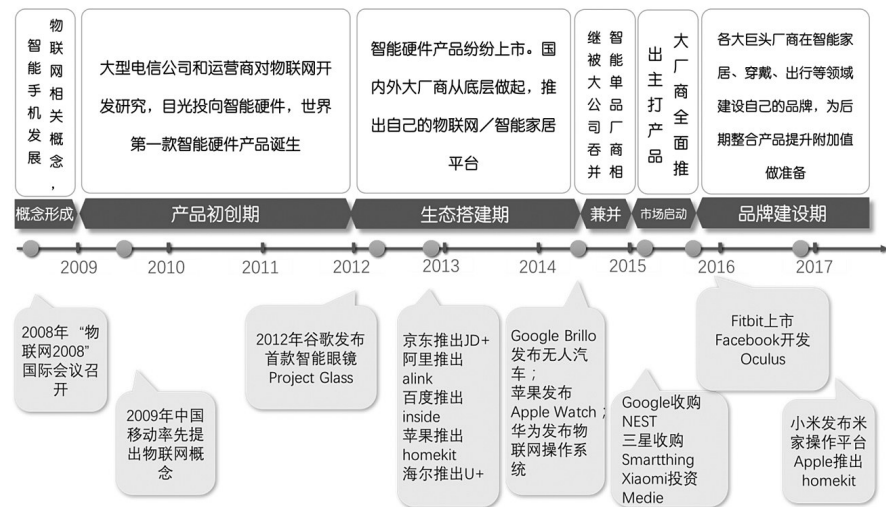 物联网相关概念，
智能手机发展
大型电信公司和运营商对物联网开
发研究，目光投向智能硬件，世界
第一款智能硬件产品诞生
智能硬件产品纷纷上市。国
内外大厂商从底层做起，推
出自己的物联网／智能家居
平台
智能单品厂商相
继被大公司吞并
大厂商全面推
出主打产品
各大巨头厂商在智能家
居、穿戴、出行等领域
建设自己的品牌，为后
期整合产品提升附加值
做准备
概念形成
产品初创期
生态搭建期
兼并
市场启动
品牌建设期
2009
2010
2011
2012
2013
2014
2015
2016
2017
2008年“物
联网2008”
国际会议召
开
2009年中国
移动率先提
出物联网概
念
2012年谷歌发布
首款智能眼镜
Project Glass
京东推出JD+
阿里推出
alink
百度推出
inside
苹果推出
homekit
海尔推出U+
Google Brillo
发布无人汽
车；
苹果发布
Apple Watch；
华为发布物
联网操作系
统
Google收购
NEST
三星收购
Smartthing
Xiaomi投资
Medie
Fitbit上市
Facebook开发
Oculus
小米发布米
家操作平台
Apple推出
homekit